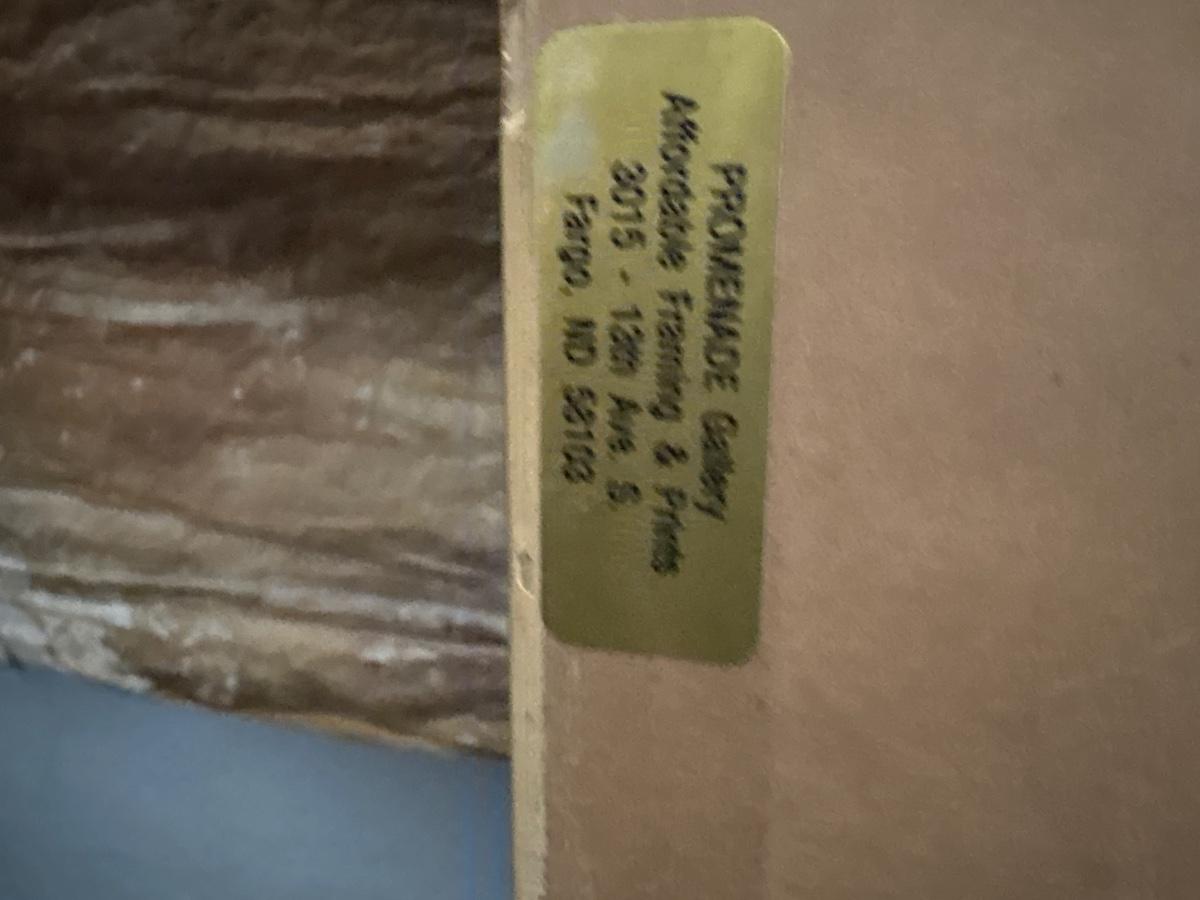 PROMENADE Gallery
Affordable Framing & Prints
3015 - 13th Ave. S.
Fargo, ND 58103